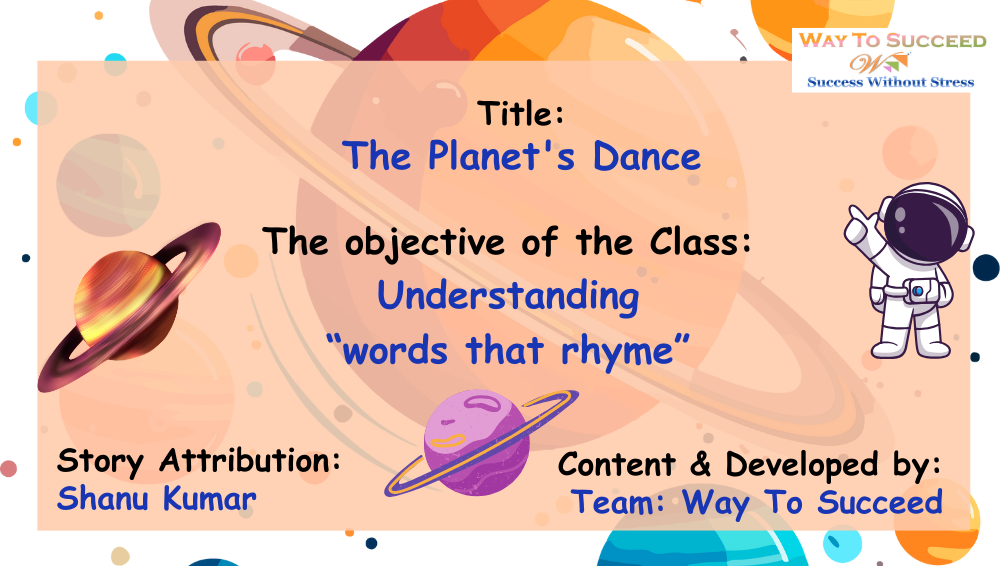 WAY TO SUCCEED
W
Success Without Stress
Title:
The Planet's Dance
The objective of the Class:
Understanding
“words that rhyme”
Story Attribution:
Shanu Kumar
Content & Developed by:
Team: Way To Succeed